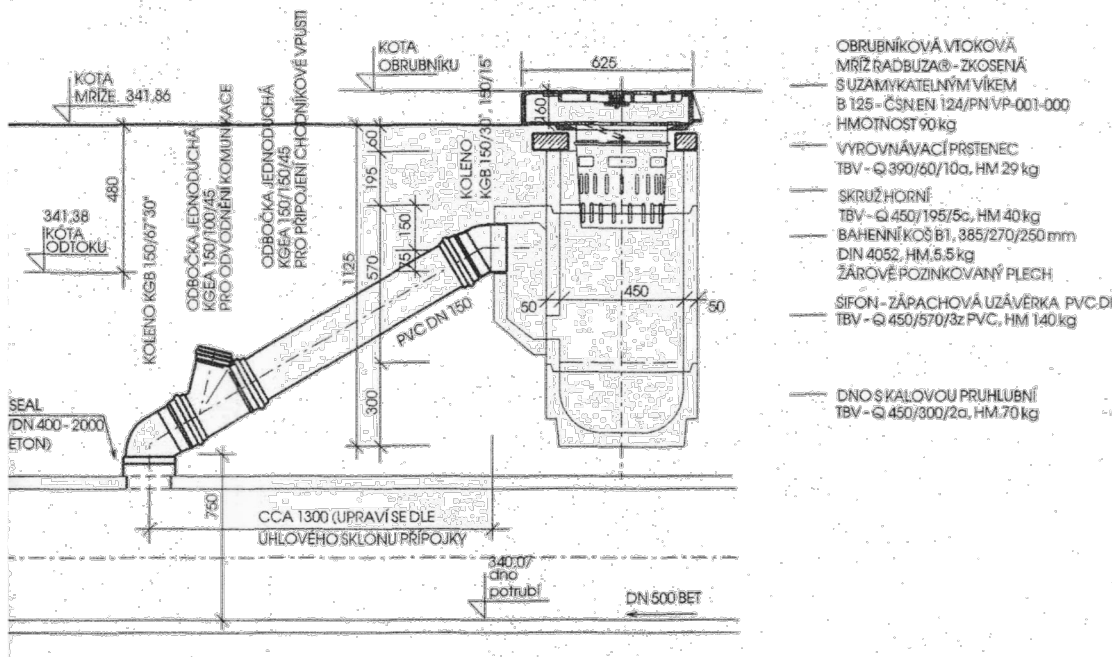 KÓTA
MŘÍŽE 341,86
KÓTA
OBRUBNÍKU
625
160
480
341.38
KÓTA
ODTOKU
KOLENO KGB 150/67°30"
ODBOČKA JEDNODUCHÁ
KGEA 150/100/45
PRO ODVODNĚNÍ KOMUNIKACE
ODBOČKA JEDNODUCHÁ
KGEA 150/150/45
PRO PŘIPOJENÍ CHODNÍKOVÉ VPUSTI
KOLENO
KGB 150/30°, 150/15°
60
195
150
75
570
1125
300
PVC DN 150
50
450
50
SEAL
/DN 400 - 2000
ETON)
750
CCA 1300 (UPRAVÍ SE DLE
ÚHLOVÉHO SKLONU PŘÍPOJKY
340.07
dno
potrubí
DN 500 BET
OBRUBNÍKOVÁ VTOKOVÁ
MŘÍŽ RADBUZA® - ZKOSENÁ
S UZAMYKATELNÝM VÍKEM
B 125 - ČSN EN 124/PN VP-001-000
HMOTNOST 90 kg
VYROVNÁVACÍ PRSTENEC
TBV - Q 390/60/10a, HM 29 kg
SKRUŽ HORNÍ
TBV - Q 450/195/5c, HM 40 kg
BAHENNÍ KOŠ B1, 385/270/250 mm
DIN 4052, HM.5,5 kg
ŽÁROVĚ POZINKOVANÝ PLECH
SIFON - ZÁPACHOVÁ UZÁVĚRKA PVC DI
TBV - Q 450/570/3z PVC, HM 140 kg
DNO S KALOVOU PRUHLUBNÍ
TBV - Q 450/300/2a, HM.70 kg